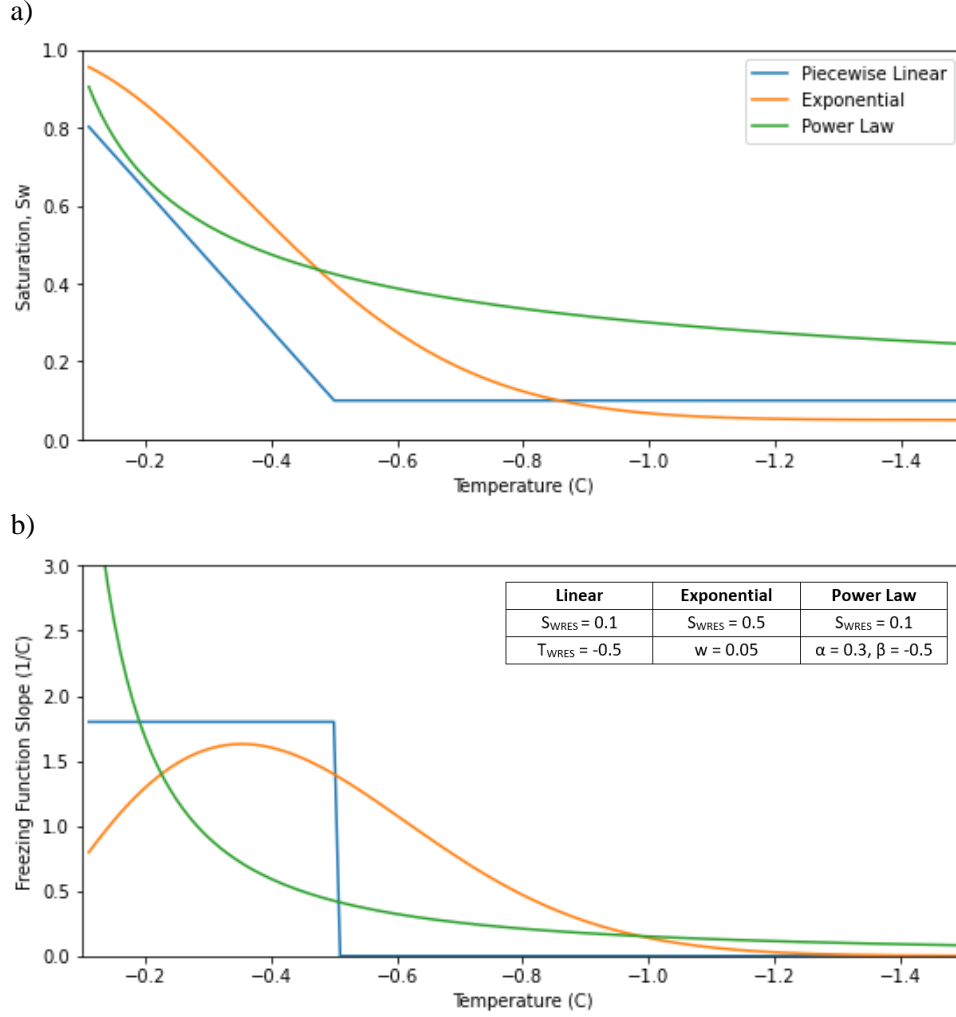 a)
1.0
0.8
0.6
0.4
0.2
0.0
Saturation, Sw
Piecewise Linear
Exponential
Power Law
−0.2 −0.4 −0.6 −0.8 −1.0 −1.2 −1.4
Temperature (C)
b)
3.0
2.5
2.0
1.5
1.0
0.5
0.0
Freezing Function Slope (1/C)
Linear Exponential Power Law
SWRES = 0.1 SWRES = 0.5 SWRES = 0.1
TWRES = -0.5 w = 0.05 α = 0.3, β = -0.5
−0.2 −0.4 −0.6 −0.8 −1.0 −1.2 −1.4
Temperature (C)